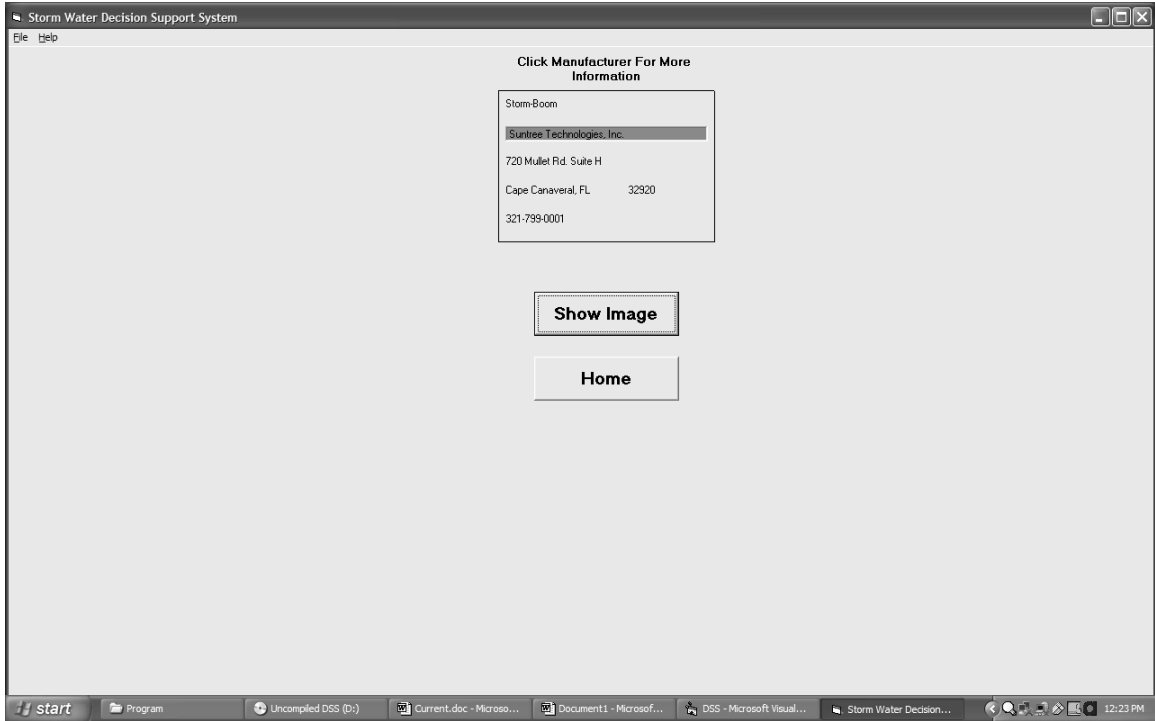 Storm Water Decision Support System
File Help
Click Manufacturer For More
Information
Storm-Boom
Suntree Technologies, Inc.
720 Mullet Rd. Suite H
Cape Canaveral, FL 32920
321-799-0001
Show Image
Home
start Program Uncompiled DSS (D:) Current.doc - Microso... Document1 - Microsof... DSS - Microsoft Visual... Storm Water Decision... 12:23 PM